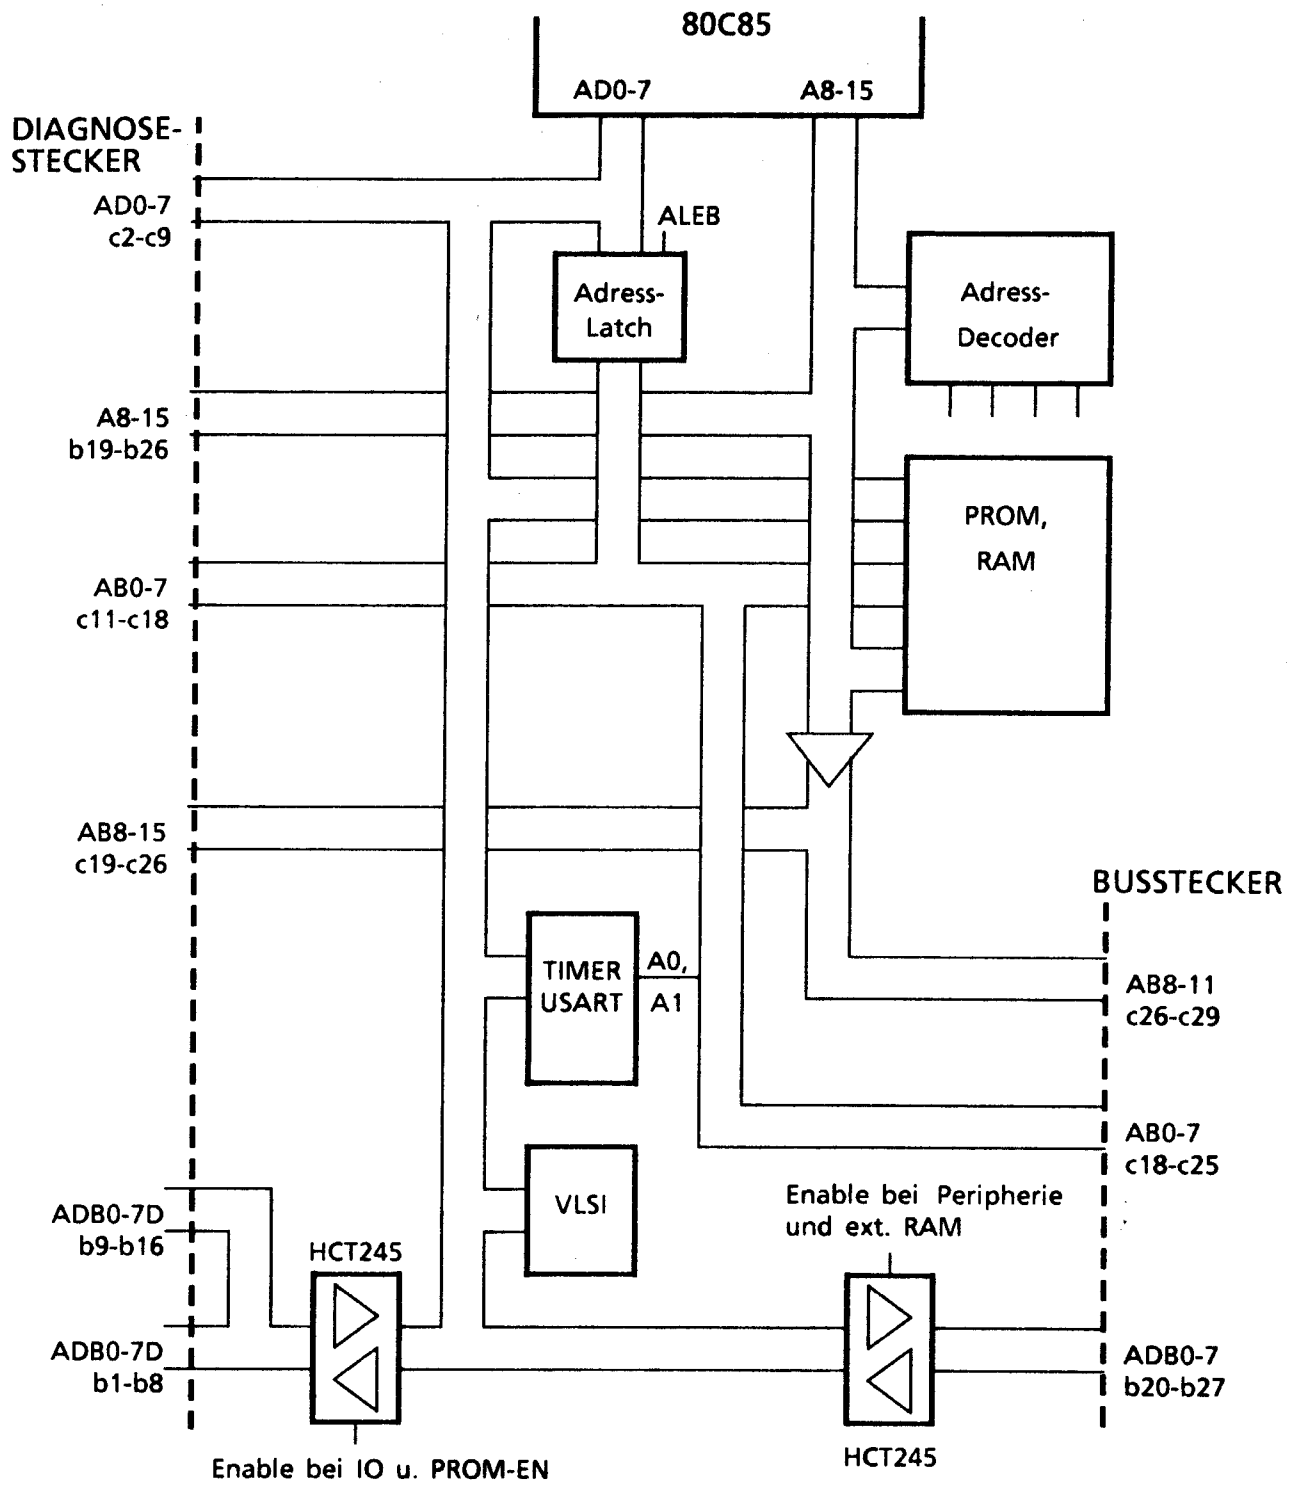 80C85
AD0-7
A8-15
DIAGNOSE-
STECKER
AD0-7
c2-c9
ALEB
Adress-
Latch
Adress-
Decoder
A8-15
b19-b26
PROM,
RAM
AB0-7
c11-c18
AB8-15
c19-c26
BUSSTECKER
TIMER
USART
A0,
A1
AB8-11
c26-c29
AB0-7
c18-c25
VLSI
Enable bei Peripherie
und ext. RAM
ADB0-7D
b9-b16
HCT245
ADB0-7D
b1-b8
ADB0-7
b20-b27
HCT245
Enable bei IO u. PROM-EN